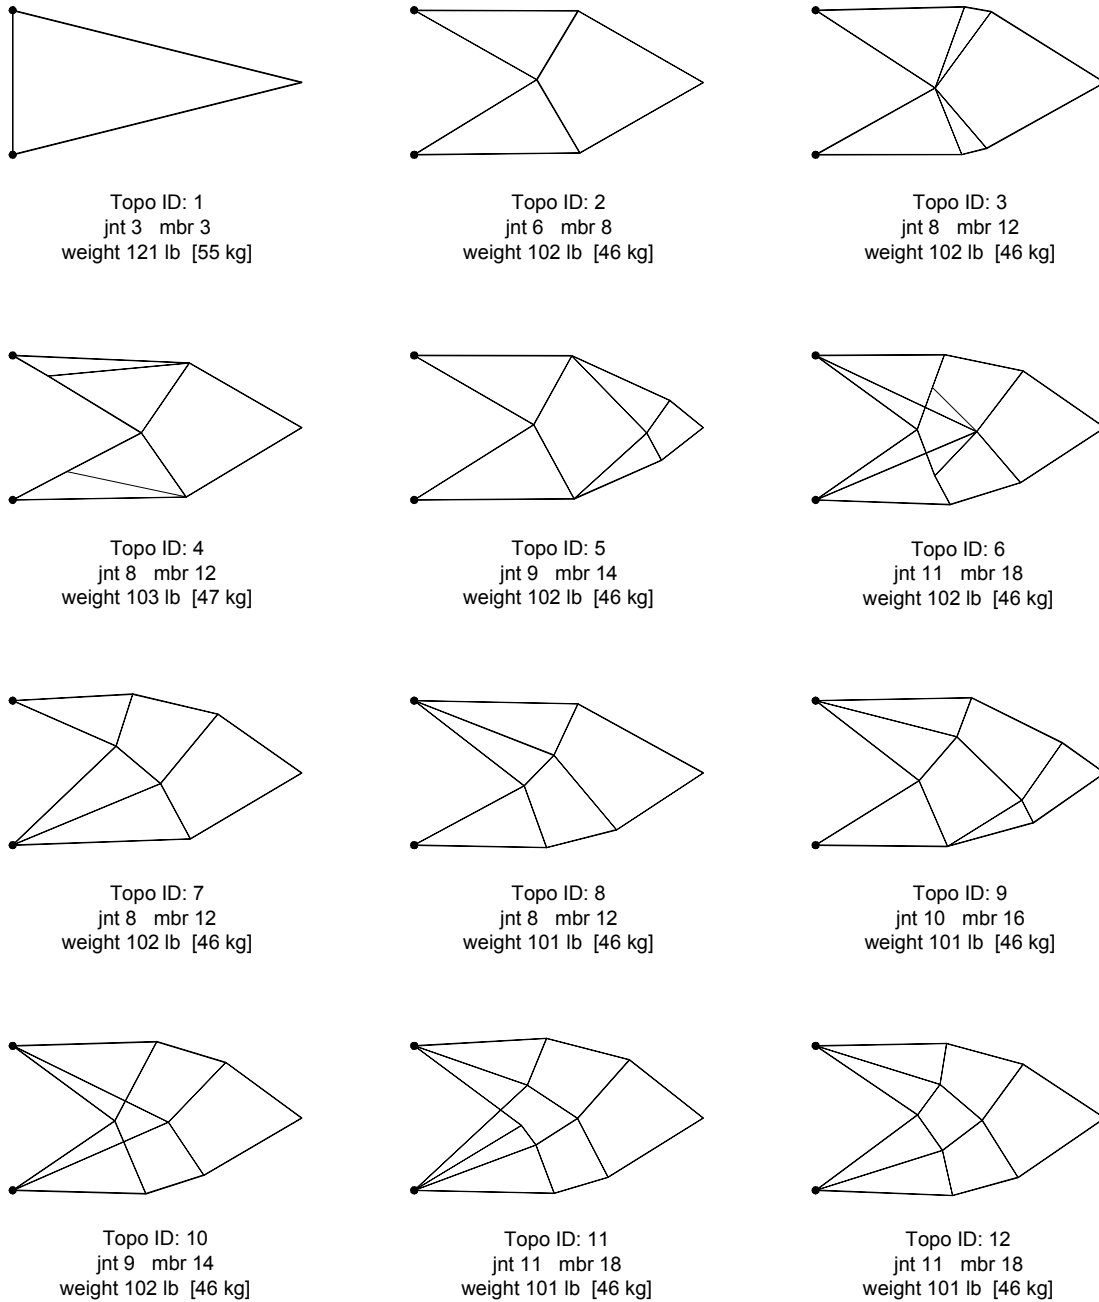 Topo ID: 1
jnt 3 mbr 3
weight 121 lb [55 kg]
Topo ID: 2
jnt 6 mbr 8
weight 102 lb [46 kg]
Topo ID: 3
jnt 8 mbr 12
weight 102 lb [46 kg]
Topo ID: 4
jnt 8 mbr 12
weight 103 lb [47 kg]
Topo ID: 5
jnt 9 mbr 14
weight 102 lb [46 kg]
Topo ID: 6
jnt 11 mbr 18
weight 102 lb [46 kg]
Topo ID: 7
jnt 8 mbr 12
weight 102 lb [46 kg]
Topo ID: 8
jnt 8 mbr 12
weight 101 lb [46 kg]
Topo ID: 9
jnt 10 mbr 16
weight 101 lb [46 kg]
Topo ID: 10
jnt 9 mbr 14
weight 102 lb [46 kg]
Topo ID: 11
jnt 11 mbr 18
weight 101 lb [46 kg]
Topo ID: 12
jnt 11 mbr 18
weight 101 lb [46 kg]